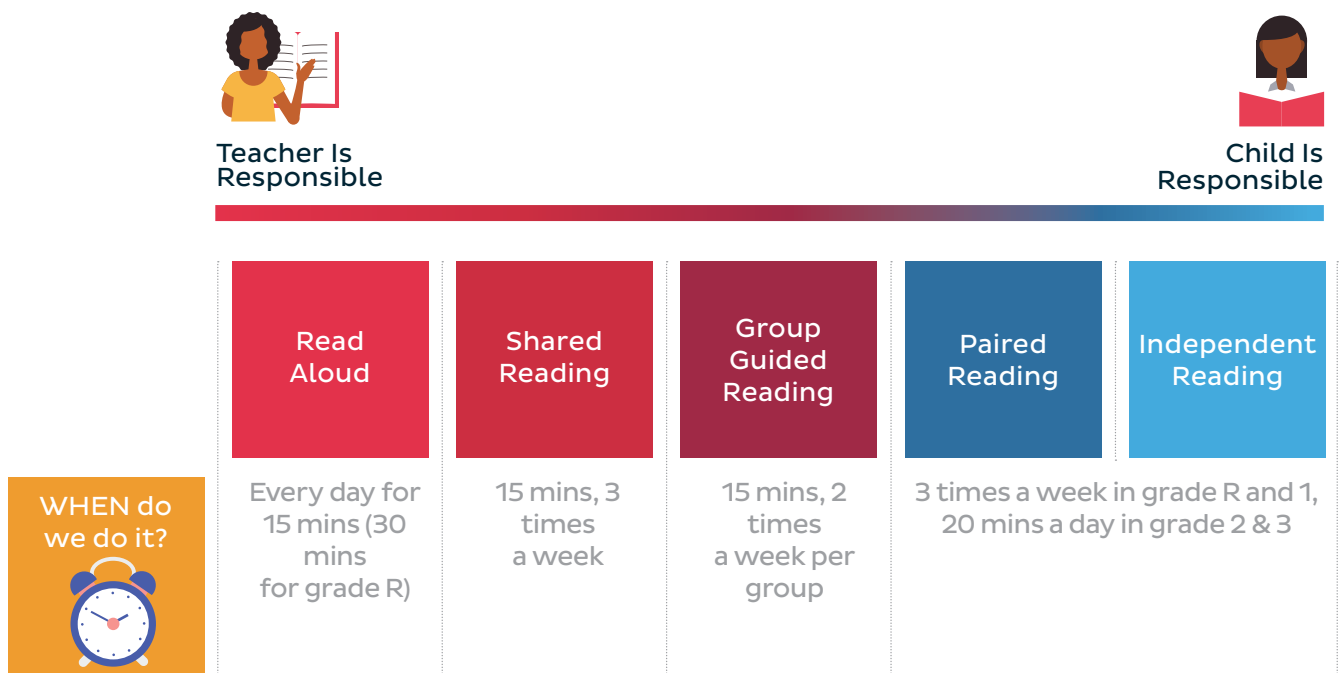 Teacher Is
Responsible
Child Is
Responsible
Read
Aloud
Shared
Reading
Group
Guided
Reading
Paired
Reading
Independent
Reading
WHEN do
we do it?
Every day for
15 mins (30
mins
for grade R)
15 mins, 3
times
a week
15 mins, 2
times
a week per
group
3 times a week in grade R and 1,
20 mins a day in grade 2 & 3